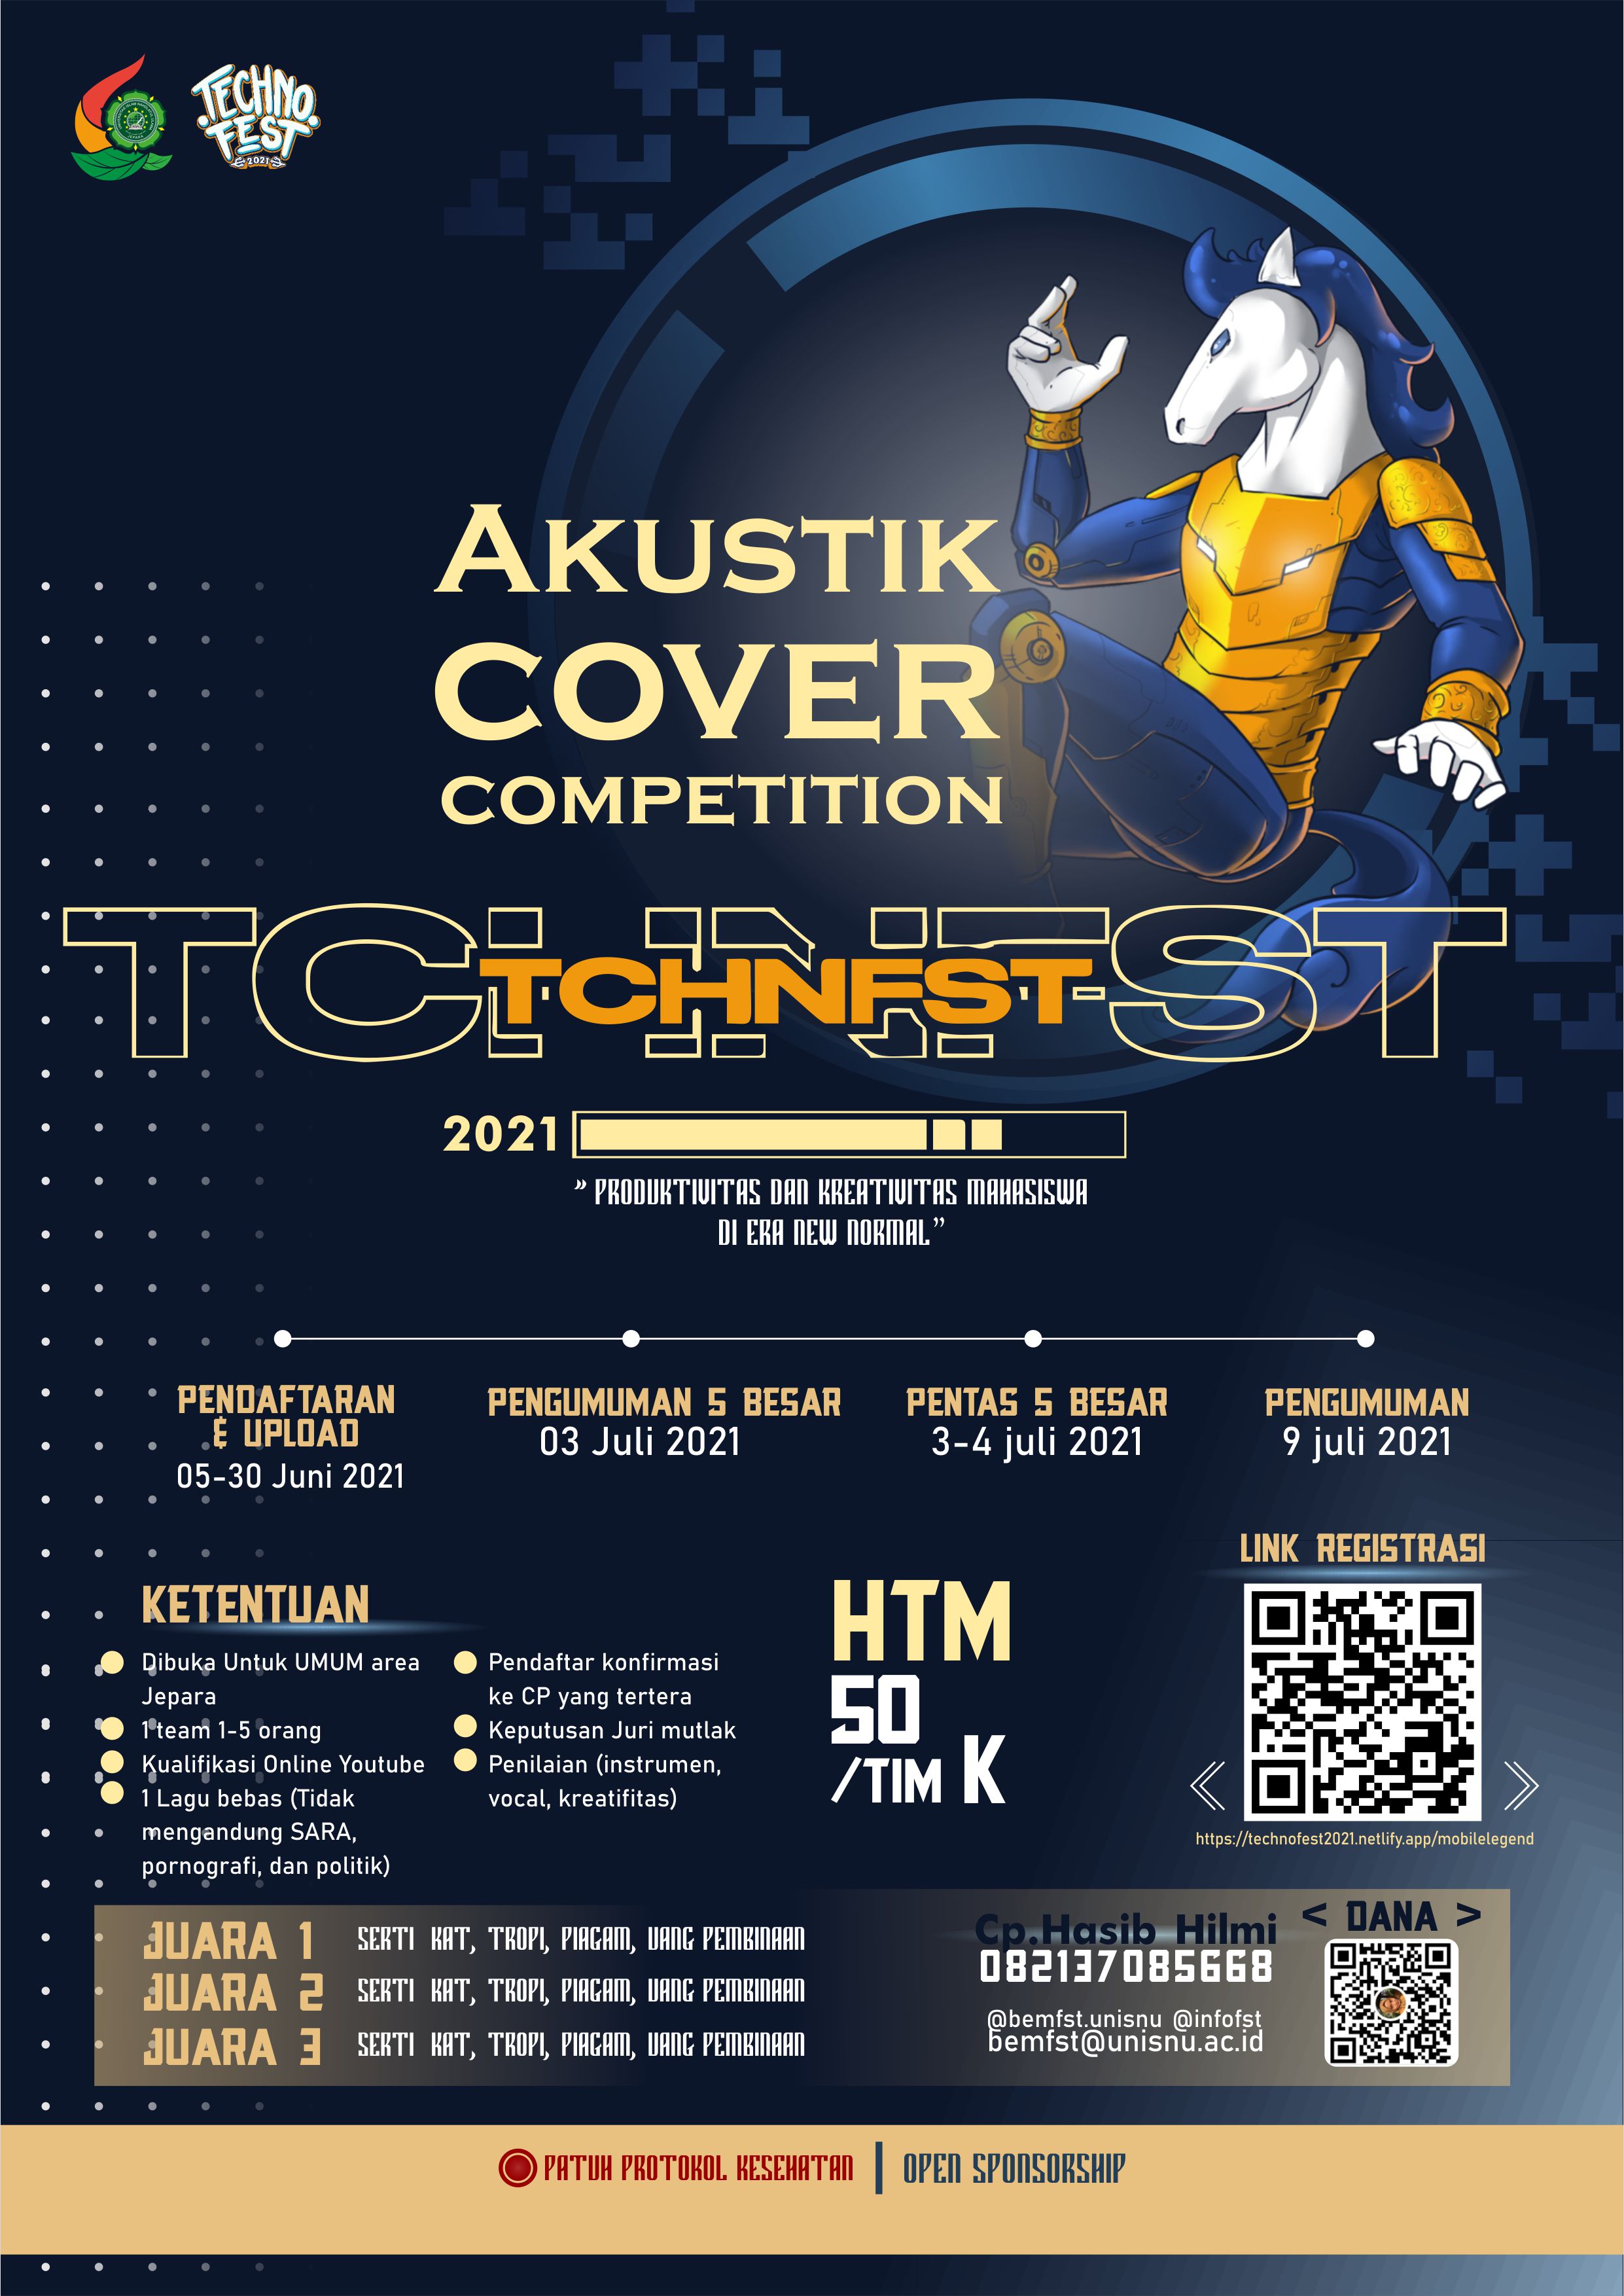 TECHNO
FEST
2021
AKUSTIK
COVER
COMPETITION
TCHNFST
TCHNFST
2021
” PRODUKTIVITAS DAN KREATIVITAS MAHASISWA
DI ERA NEW NORMAL”
PENDAFTARAN
& UPLOAD
05-30 Juni 2021
PENGUMUMAN 5 BESAR
03 Juli 2021
PENTAS 5 BESAR
3-4 juli 2021
PENGUMUMAN
9 juli 2021
KETENTUAN
Dibuka Untuk UMUM area
Jepara
1 team 1-5 orang
Kualifikasi Online Youtube
1 Lagu bebas (Tidak
mengandung SARA,
pornografi, dan politik)
Pendaftar konfirmasi
ke CP yang tertera
Keputusan Juri mutlak
Penilaian (instrumen,
vocal, kreatifitas)
HTM
50
/TIM K
LINK REGISTRASI
https://technofest2021.netlify.app/mobilelegend
JUARA 1 SERTI KAT, TROPI, PIAGAM, UANG PEMBINAAN
JUARA 2 SERTI KAT, TROPI, PIAGAM, UANG PEMBINAAN
JUARA 3 SERTI KAT, TROPI, PIAGAM, UANG PEMBINAAN
Cp.Hasib Hilmi
082137085668
@bemfst.unisnu @infofst
bemfst@unisnu.ac.id
< DANA >
PATUH PROTOKOL KESEHATAN | OPEN SPONSORSHIP